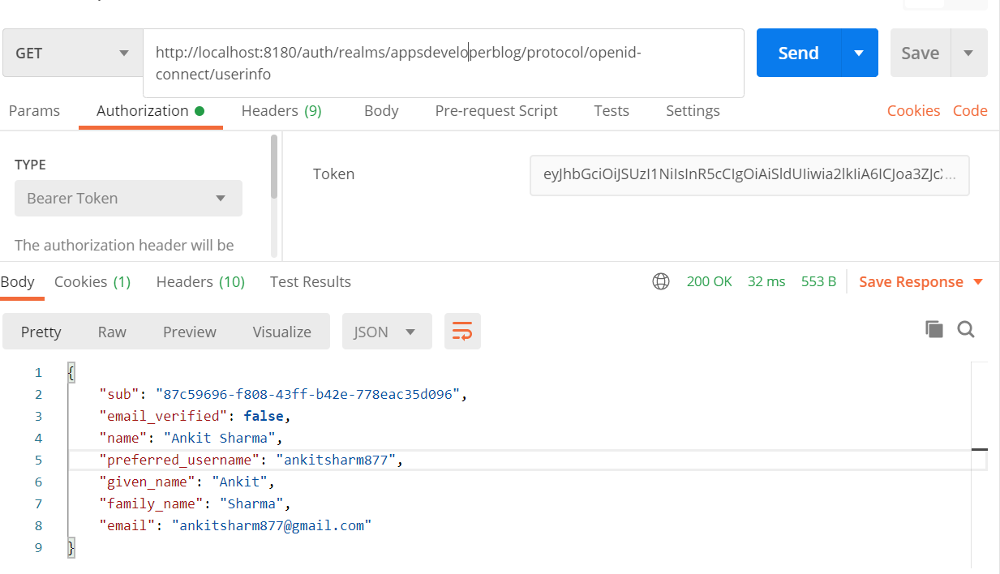 GET
http://localhost:8180/auth/realms/appsdeveloperblog/protocol/openid-
connect/userinfo
Send
Save
Params Authorization Headers (9) Body Pre-request Script Tests Settings Cookies Code
TYPE
Bearer Token
The authorization header will be
Token
eyJhbGciOiJSUzI1NiIsInR5cCIgOiAiSldUIiwia2lkIiA6ICJoa3ZJc...
Body Cookies (1) Headers (10) Test Results 200 OK 32 ms 553 B Save Response
Pretty Raw Preview Visualize JSON
1 {
2 "sub": "87c59696-f808-43ff-b42e-778eac35d096",
3 "email_verified": false,
4 "name": "Ankit Sharma",
5 "preferred_username": "ankitsharm877",
6 "given_name": "Ankit",
7 "family_name": "Sharma",
8 "email": "ankitsharm877@gmail.com"
9 }